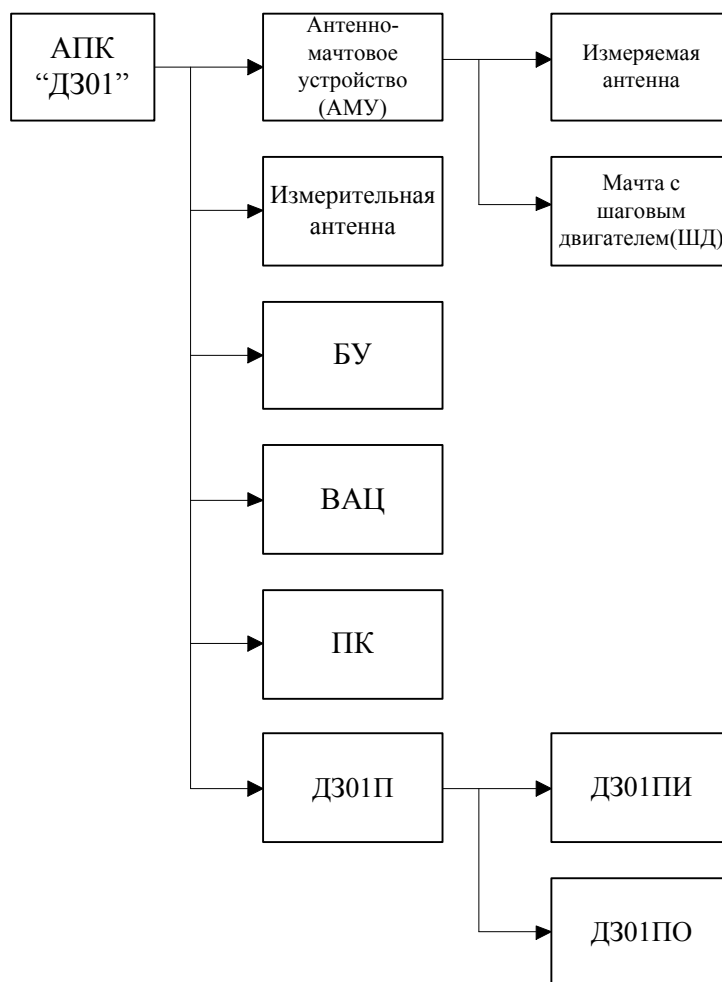 АПК
“ДЗ01”
Антенно-
мачтовое
устройство
(АМУ)
Измеряемая
антенна
Измерительная
антенна
Мачта с
шаговым
двигателем(ШД)
БУ
ВАЦ
ПК
ДЗ01П
ДЗ01ПИ
ДЗ01ПО